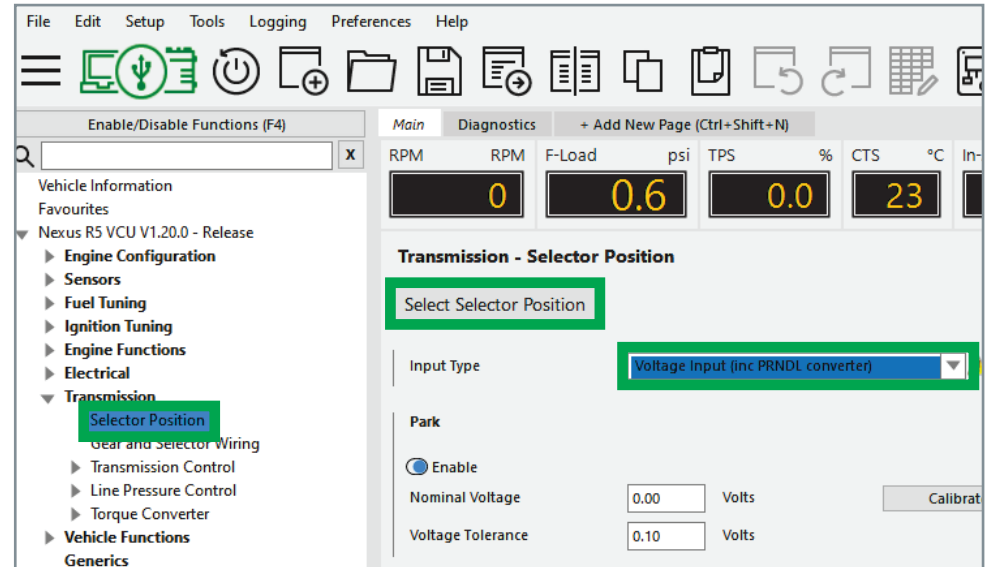 File Edit Setup Tools Logging Preferences Help
Enable/Disable Functions (F4)
Main Diagnostics + Add New Page (Ctrl+Shift+N)
X
RPM RPM F-Load psi TPS % CTS °C In-
0 0.6 0.0 23
Vehicle Information
Favourites
Nexus R5 VCU V1.20.0 - Release
Engine Configuration
Sensors
Fuel Tuning
Ignition Tuning
Engine Functions
Electrical
Transmission
Selector Position
Gear and Selector Wiring
Transmission Control
Line Pressure Control
Torque Converter
Vehicle Functions
Generics
Transmission - Selector Position
Select Selector Position
Input Type Voltage Input (inc PRNDL converter)
Park
Enable
Nominal Voltage 0.00 Volts Calibrat
Voltage Tolerance 0.10 Volts